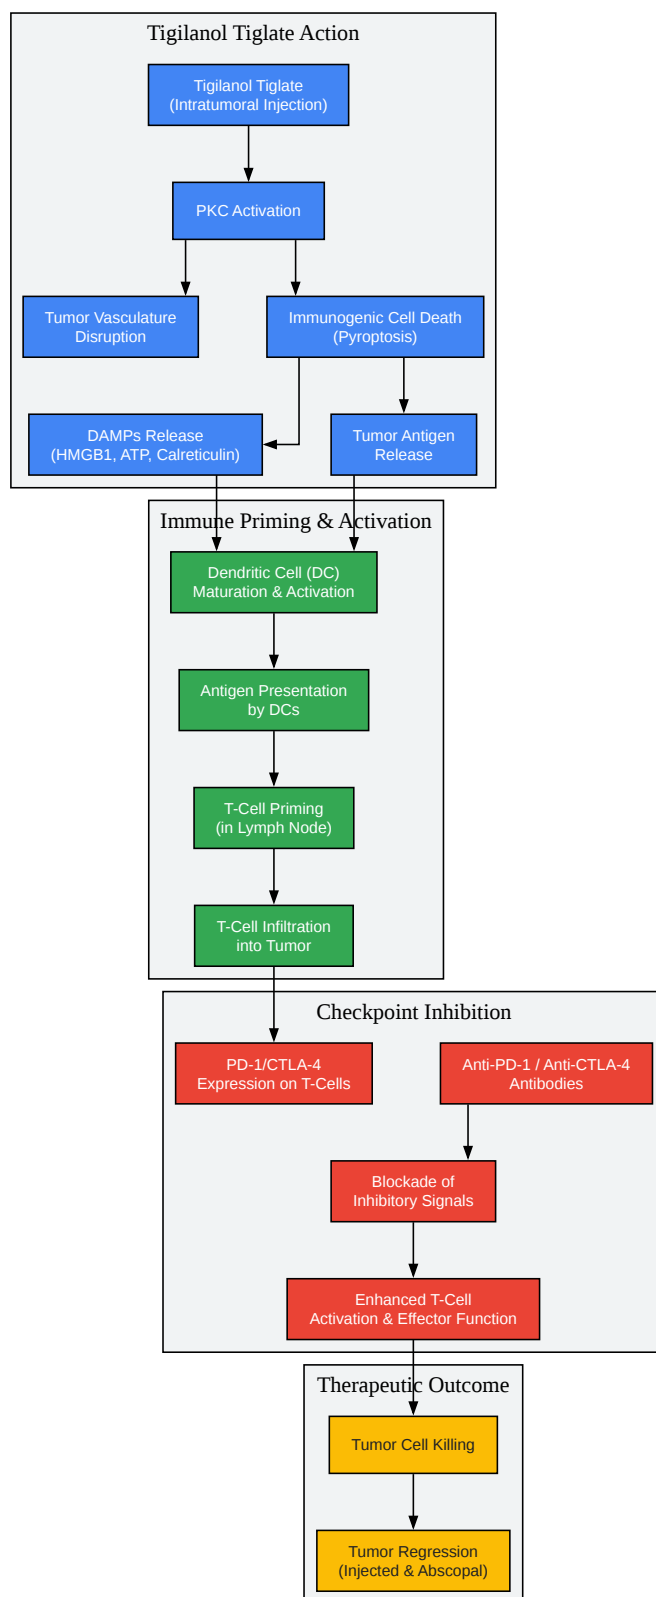 Tigilanol Tiglate Action
Tigilanol Tiglate
(Intratumoral Injection)
PKC Activation
Tumor Vasculature
Disruption
Immunogenic Cell Death
(Pyroptosis)
DAMPs Release
(HMGB1, ATP, Calreticulin)
Tumor Antigen
Release
Immune Priming & Activation
Dendritic Cell (DC)
Maturation & Activation
Antigen Presentation
by DCs
T-Cell Priming
(in Lymph Node)
T-Cell Infiltration
into Tumor
Checkpoint Inhibition
PD-1/CTLA-4
Expression on T-Cells
Anti-PD-1 / Anti-CTLA-4
Antibodies
Blockade of
Inhibitory Signals
Enhanced T-Cell
Activation & Effector Function
Therapeutic Outcome
Tumor Cell Killing
Tumor Regression
(Injected & Abscopal)